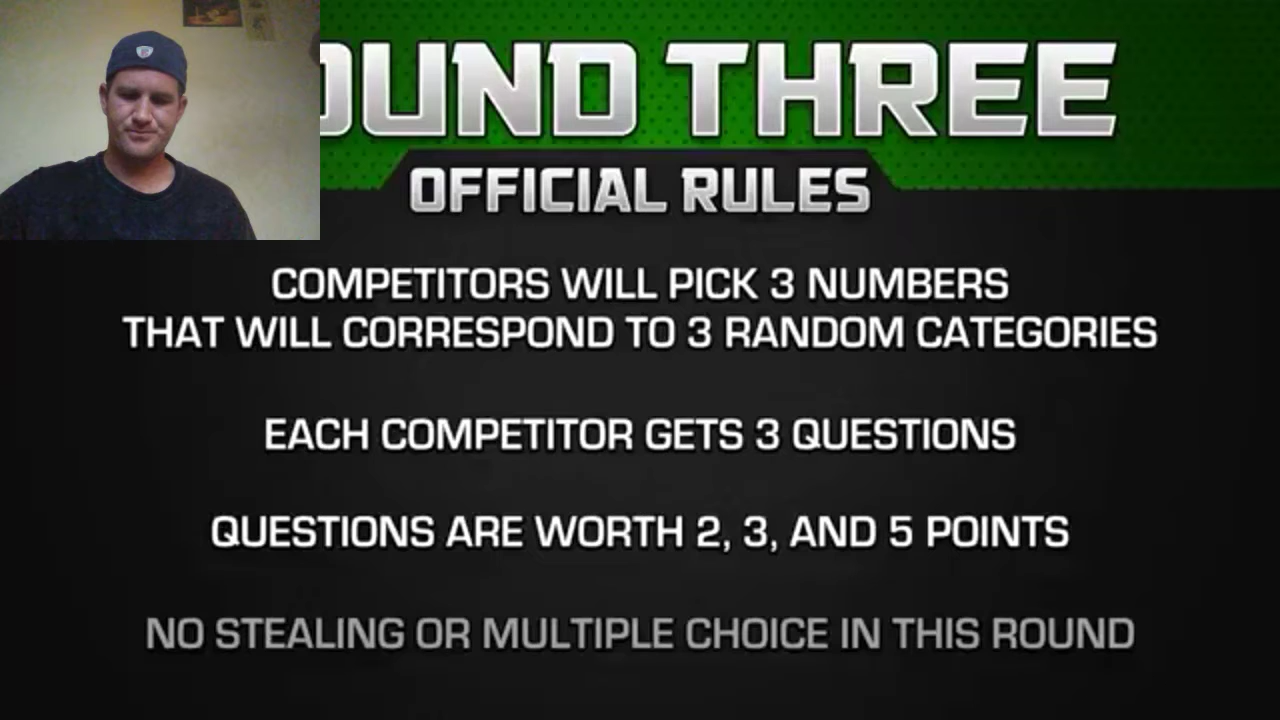 OUND THREE
OFFICIAL RULES
COMPETITORS WILL PICK 3 NUMBERS
THAT WILL CORRESPOND TO 3 RANDOM CATEGORIES
EACH COMPETITOR GETS 3 QUESTIONS
QUESTIONS ARE WORTH 2, 3, AND 5 POINTS
NO STEALING OR MULTIPLE CHOICE IN THIS ROUND